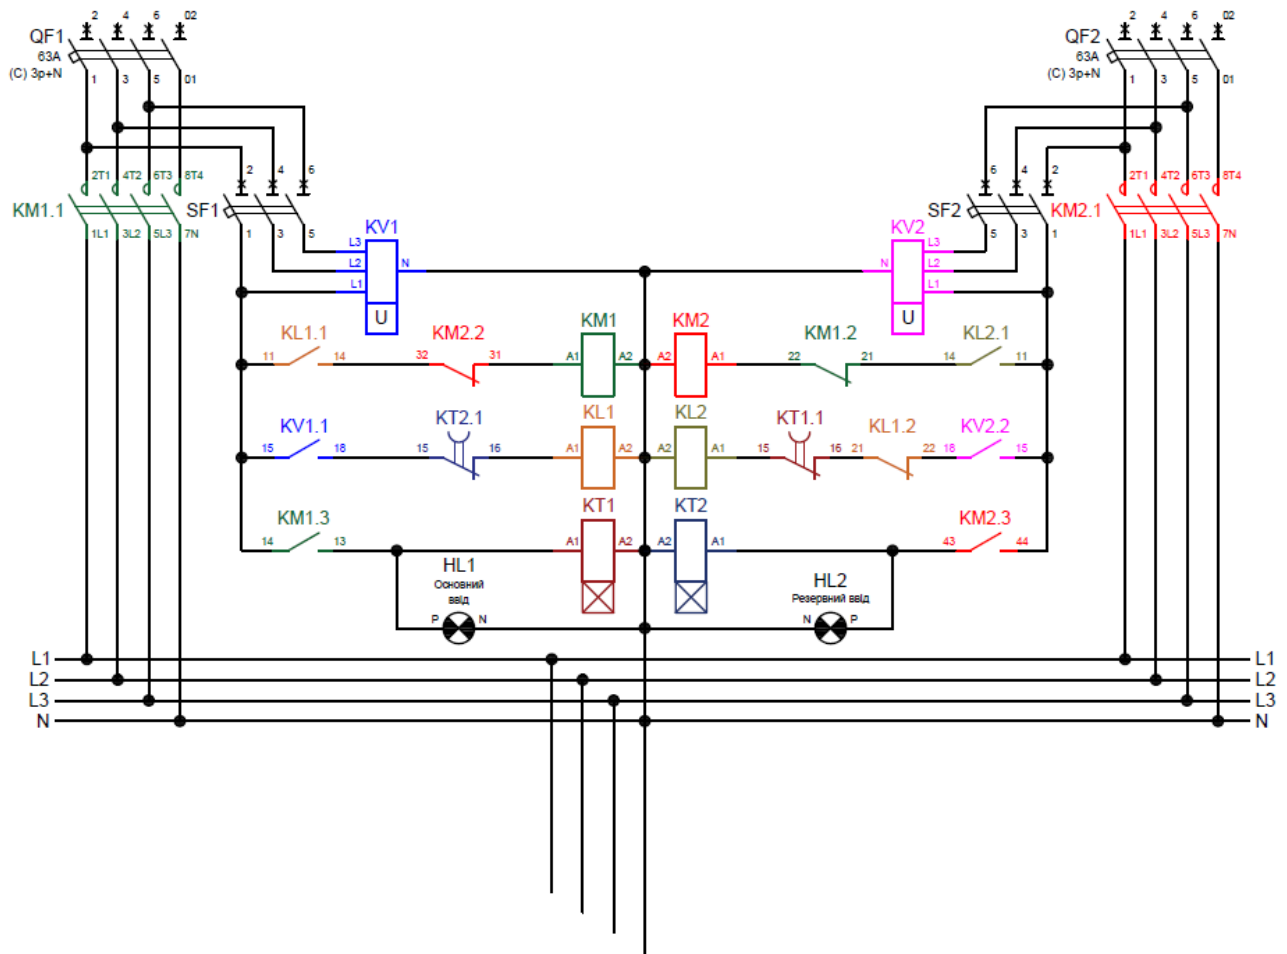 2 4 6 02
QF1
63A
(C) 3p+N
1 3 5 01
2 4 6 02
QF2
63A
(C) 3p+N
1 3 5 01
2T1 4T2 6T3 8T4
KM1.1
1L1 3L2 5L3 7N
2 4 6
SF1
1 3 5
6 4 2
SF2
5 3 1
2T1 4T2 6T3 8T4
KM2.1
1L1 3L2 5L3 7N
KV1
L3
L2 N
L1
U
KV2
L3
N L2
L1
U
KL1.1 KM2.2 KM1 KM2 KM1.2 KL2.1
11 14 32 31 A1 A2 A2 A1 22 21 14 11
KV1.1 KT2.1 KL1 KL2 KT1.1 KL1.2 KV2.2
15 18 15 16 A1 A2 A2 A1 15 16 21 22 18 15
KM1.3 KT1 KT2 KM2.3
14 13 A1 A2 A2 A1 43 44
HL1
Основний
ввід
P N
HL2
Резервний ввід
N P
L1 L1
L2 L2
L3 L3
N N